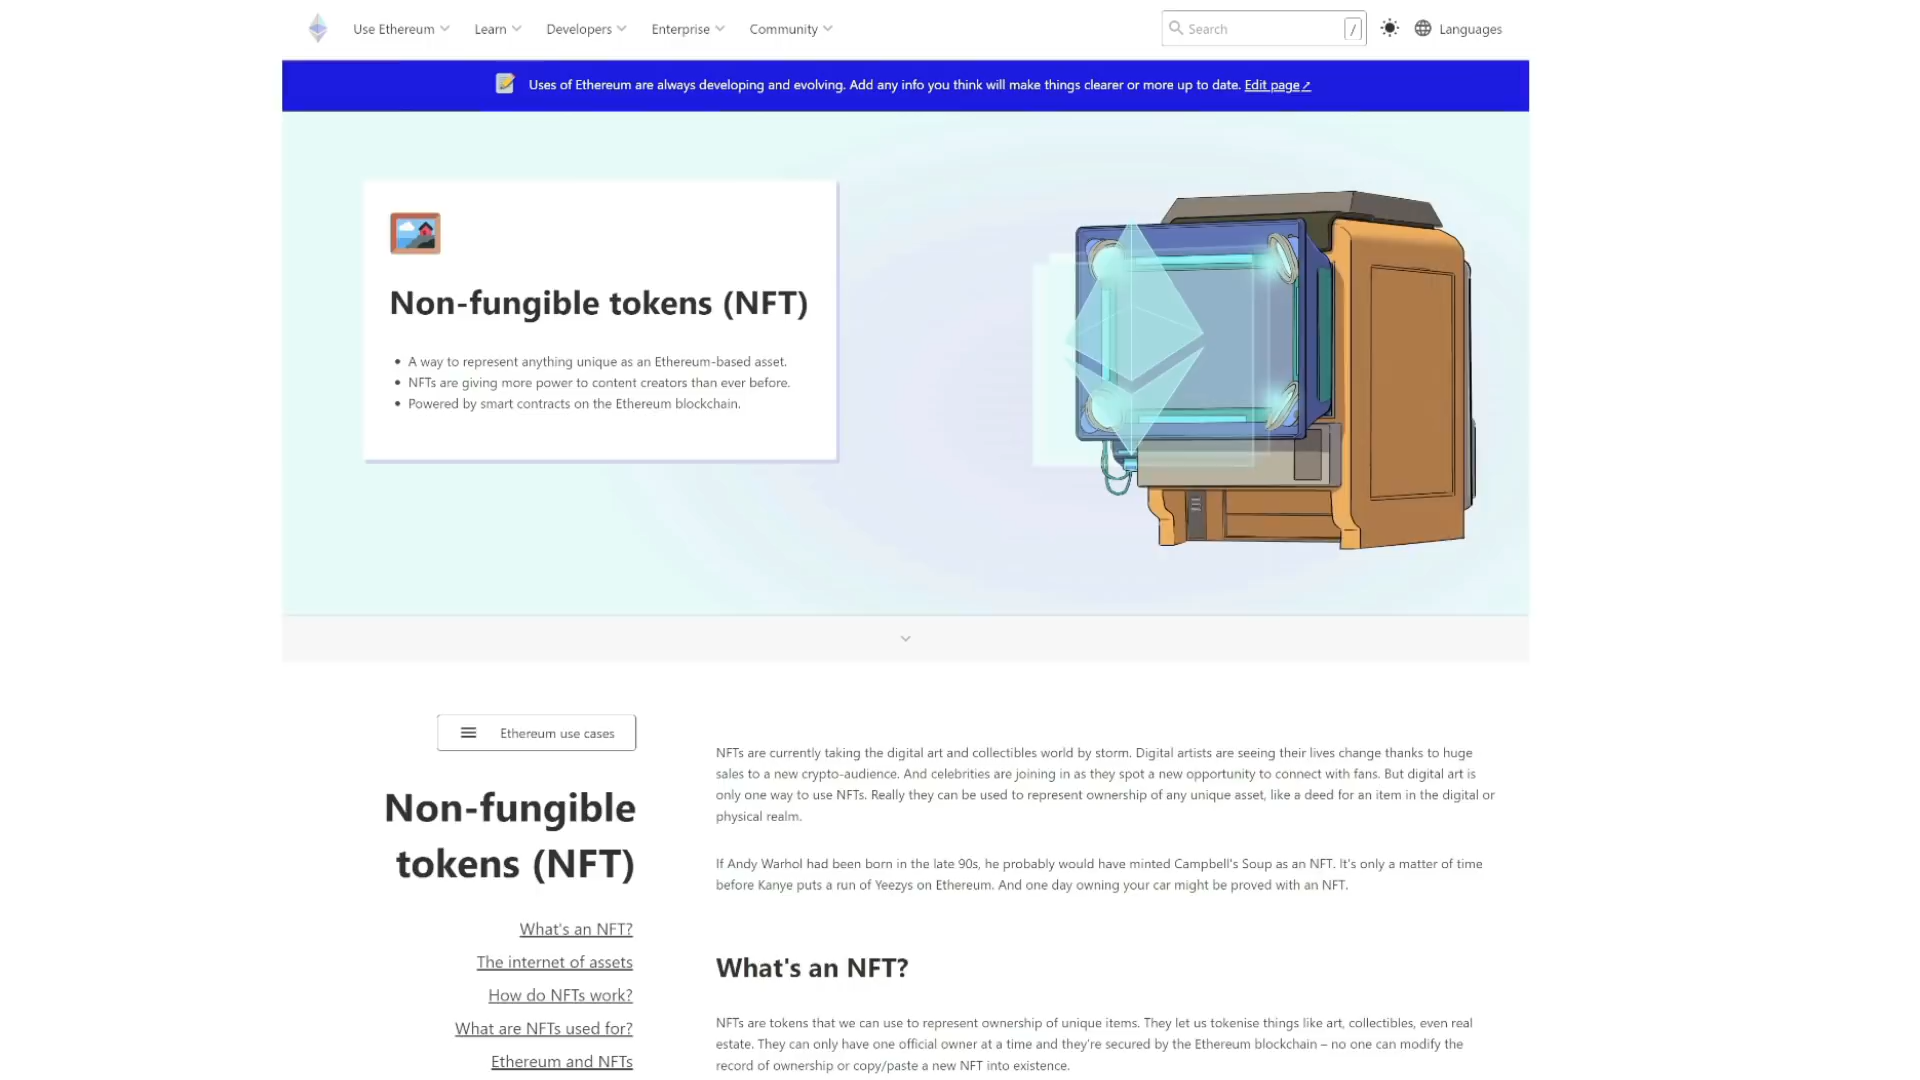 Use Ethereum Learn Developers Enterprise Community Search / Languages
Uses of Ethereum are always developing and evolving. Add any info you think will make things clearer or more up to date. Edit page↗
Non-fungible tokens (NFT)
• A way to represent anything unique as an Ethereum-based asset.
• NFTs are giving more power to content creators than ever before.
• Powered by smart contracts on the Ethereum blockchain.
Ethereum use cases
Non-fungible
tokens (NFT)
What's an NFT?
The internet of assets
How do NFTs work?
What are NFTs used for?
Ethereum and NFTs
NFTs are currently taking the digital art and collectibles world by storm. Digital artists are seeing their lives change thanks to huge
sales to a new crypto-audience. And celebrities are joining in as they spot a new opportunity to connect with fans. But digital art is
only one way to use NFTs. Really they can be used to represent ownership of any unique asset, like a deed for an item in the digital or
physical realm.
If Andy Warhol had been born in the late 90s, he probably would have minted Campbell's Soup as an NFT. It's only a matter of time
before Kanye puts a run of Yeezys on Ethereum. And one day owning your car might be proved with an NFT.
What's an NFT?
NFTs are tokens that we can use to represent ownership of unique items. They let us tokenise things like art, collectibles, even real
estate. They can only have one official owner at a time and they're secured by the Ethereum blockchain – no one can modify the
record of ownership or copy/paste a new NFT into existence.